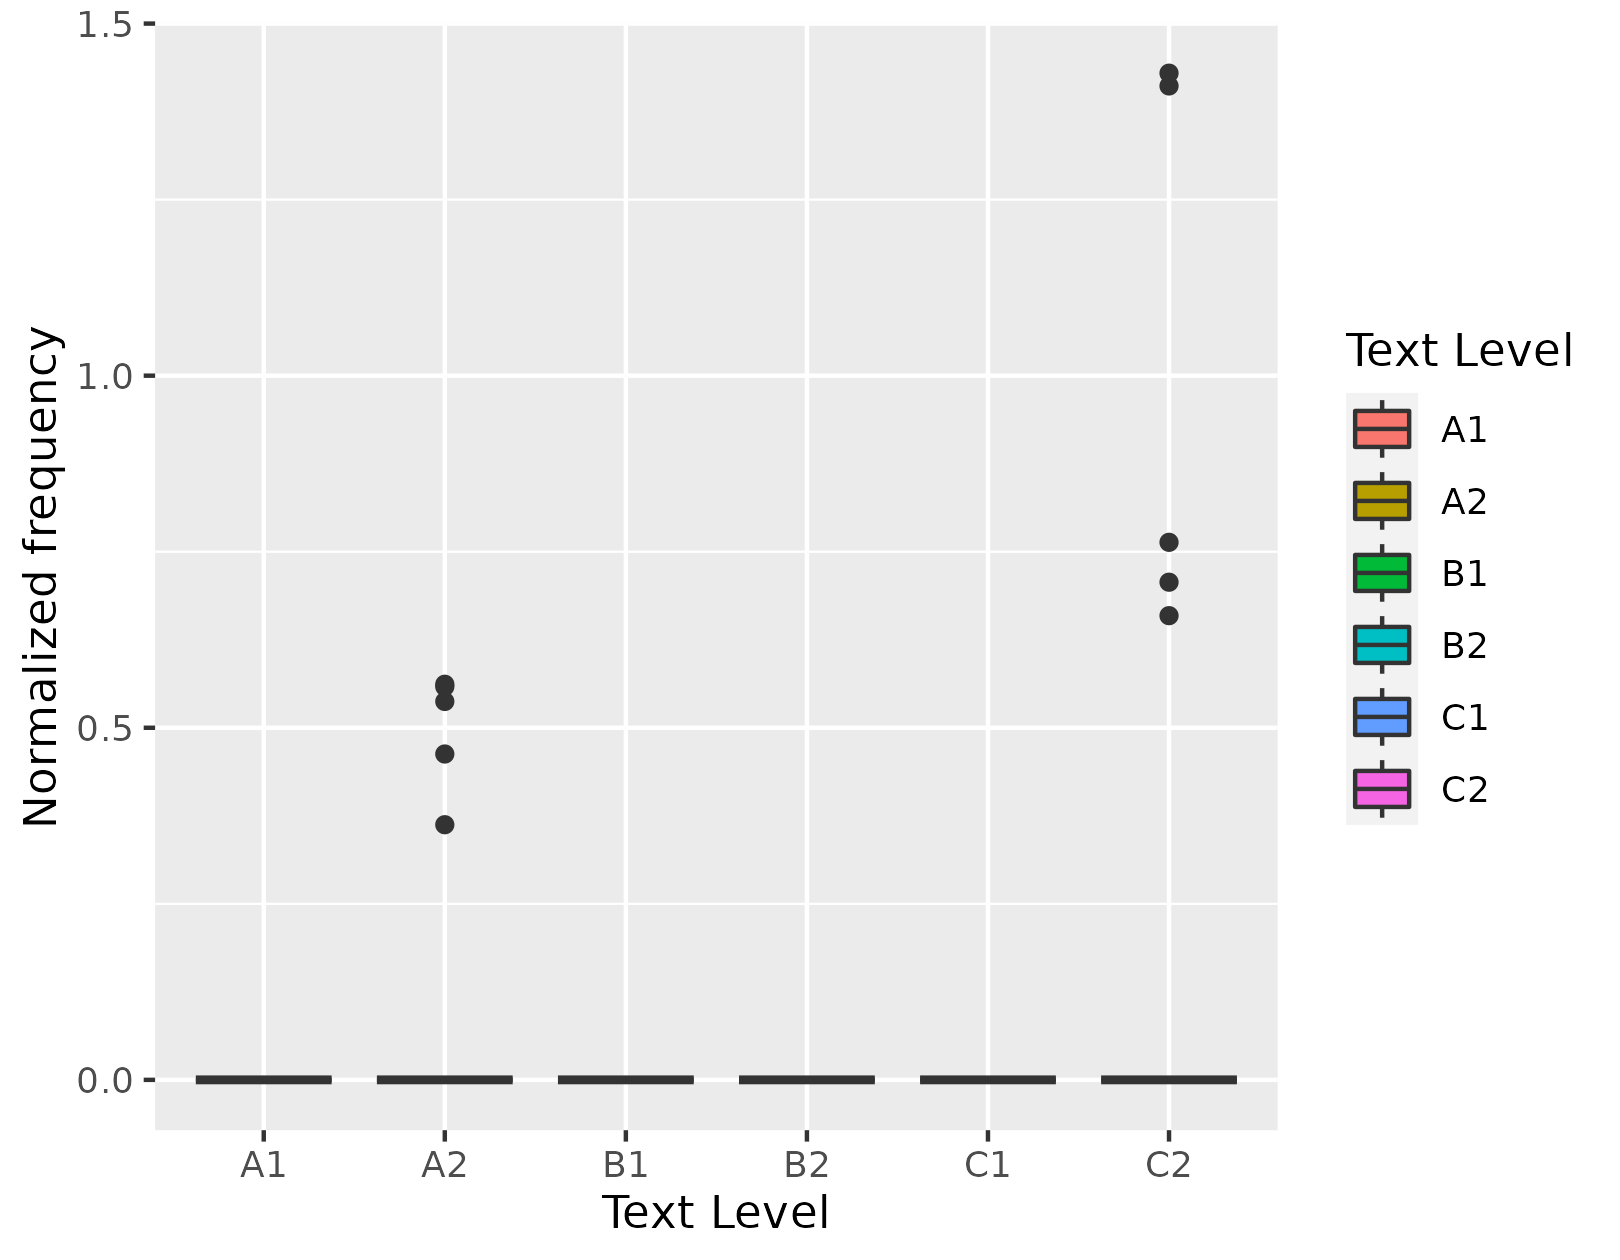 1.5
1.0
0.5
0.0
Normalized frequency
A1 A2 B1 B2 C1 C2
Text Level
Text Level
A1
A2
B1
B2
C1
C2